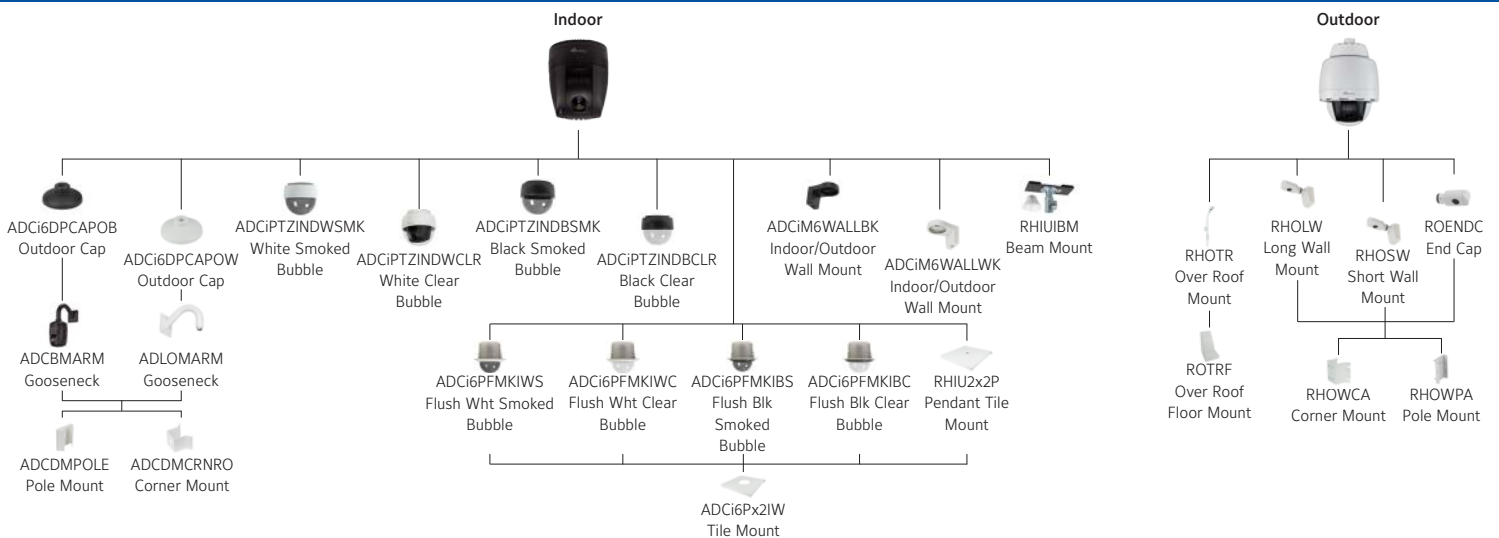 Indoor
Outdoor
ADCi6DPCAPOB
Outdoor Cap
ADCi6DPCAPOW
Outdoor Cap
ADCiPTZINDWSMK
White Smoked
Bubble
ADCiPTZINDWCLR
White Clear
Bubble
ADCiPTZINDBSMK
Black Smoked
Bubble
ADCiPTZINDBCLR
Black Clear
Bubble
ADCiM6WALLBK
Indoor/Outdoor
Wall Mount
ADCiM6WALLWK
Indoor/Outdoor
Wall Mount
RHIUIBM
Beam Mount
RHOTR
Over Roof
Mount
RHOLW
Long Wall
Mount
RHOSW
Short Wall
Mount
ROENDC
End Cap
ADCBMARM
Gooseneck
ADLOMARM
Gooseneck
ADCi6PFMKIWS
Flush Wht Smoked
Bubble
ADCi6PFMKIWC
Flush Wht Clear
Bubble
ADCi6PFMKIBS
Flush Blk
Smoked
Bubble
ADCi6PFMKIBC
Flush Blk Clear
Bubble
RHIU2x2P
Pendant Tile
Mount
ROTRF
Over Roof
Floor Mount
RHOWCA
Corner Mount
RHOWPA
Pole Mount
ADCDMPOLE
Pole Mount
ADCDMCRNRO
Corner Mount
ADCi6Px2IW
Tile Mount